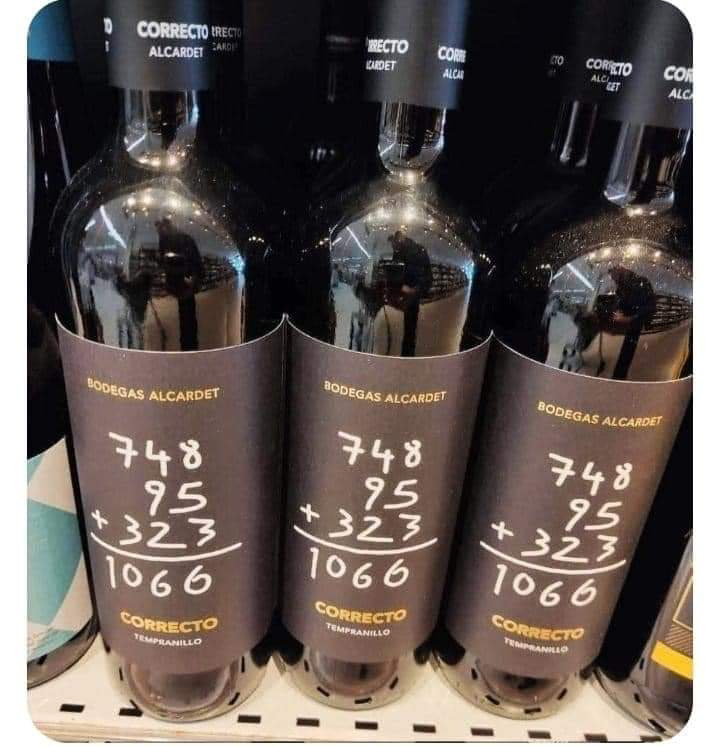 CORRECTO
ALCARDET
BODEGAS ALCARDET
748
95
+ 323
1066
CORRECTO
TEMPRANILLO
BODEGAS ALCARDET
748
95
+ 323
1066
CORRECTO
TEMPRANILLO
BODEGAS ALCARDET
748
95
+ 323
1066
CORRECTO
TEMPRANILLO